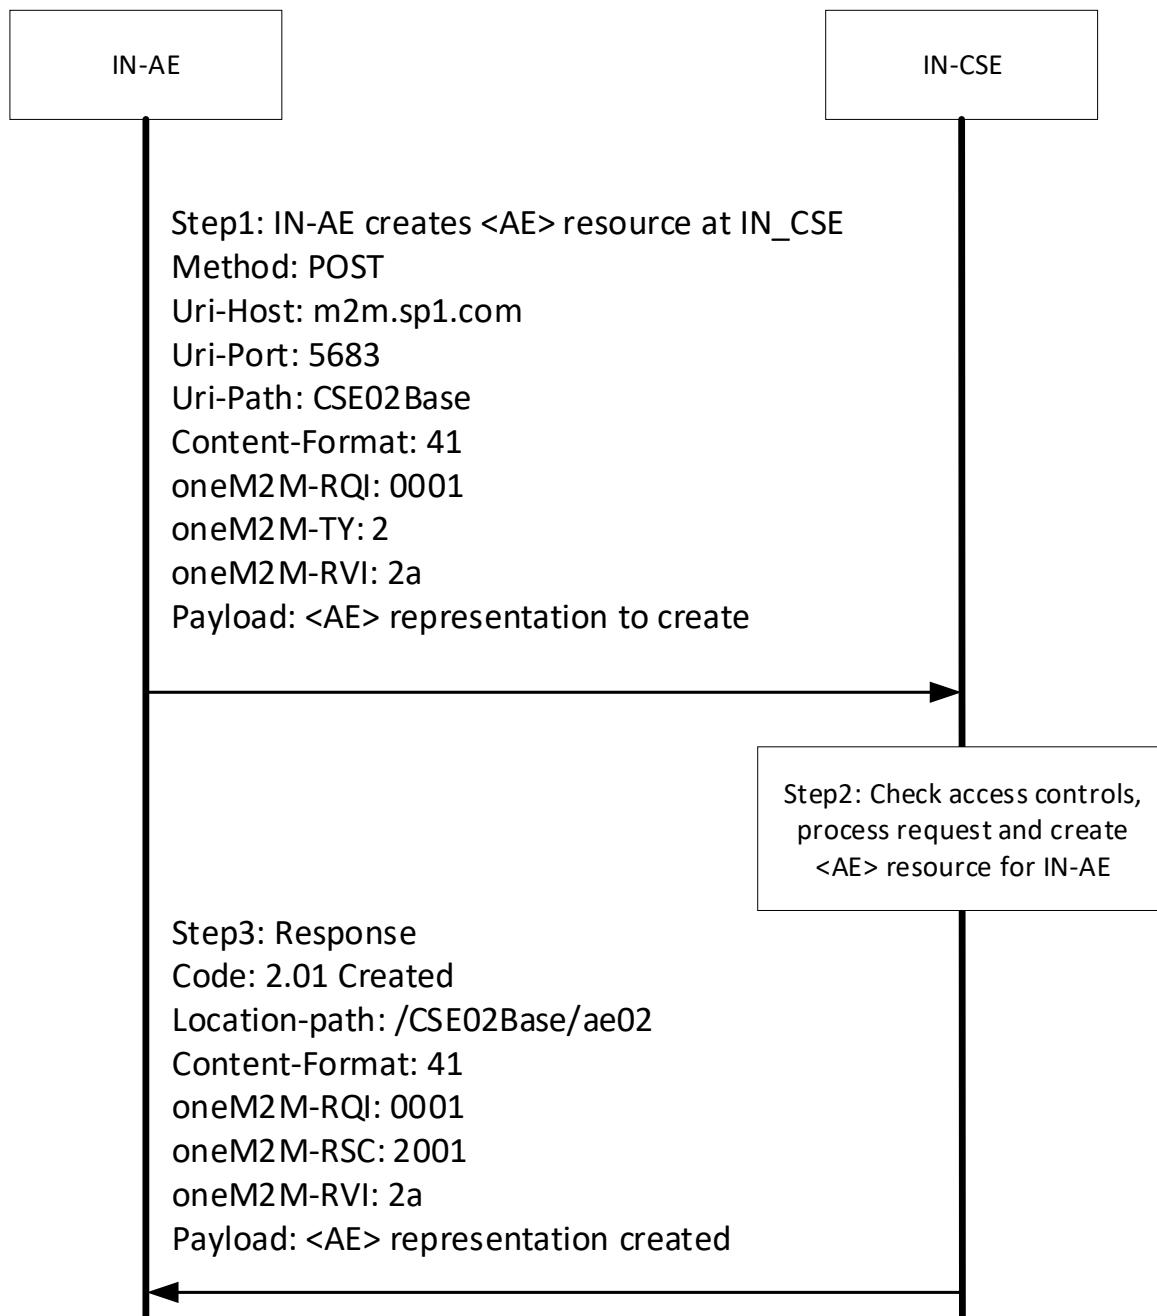 IN-AE
IN-CSE
Step1: IN-AE creates <AE> resource at IN_CSE
Method: POST
Uri-Host: m2m.sp1.com
Uri-Port: 5683
Uri-Path: CSE02Base
Content-Format: 41
oneM2M-RQI: 0001
oneM2M-TY: 2
oneM2M-RVI: 2a
Payload: <AE> representation to create
Step2: Check access controls,
process request and create
<AE> resource for IN-AE
Step3: Response
Code: 2.01 Created
Location-path: /CSE02Base/ae02
Content-Format: 41
oneM2M-RQI: 0001
oneM2M-RSC: 2001
oneM2M-RVI: 2a
Payload: <AE> representation created